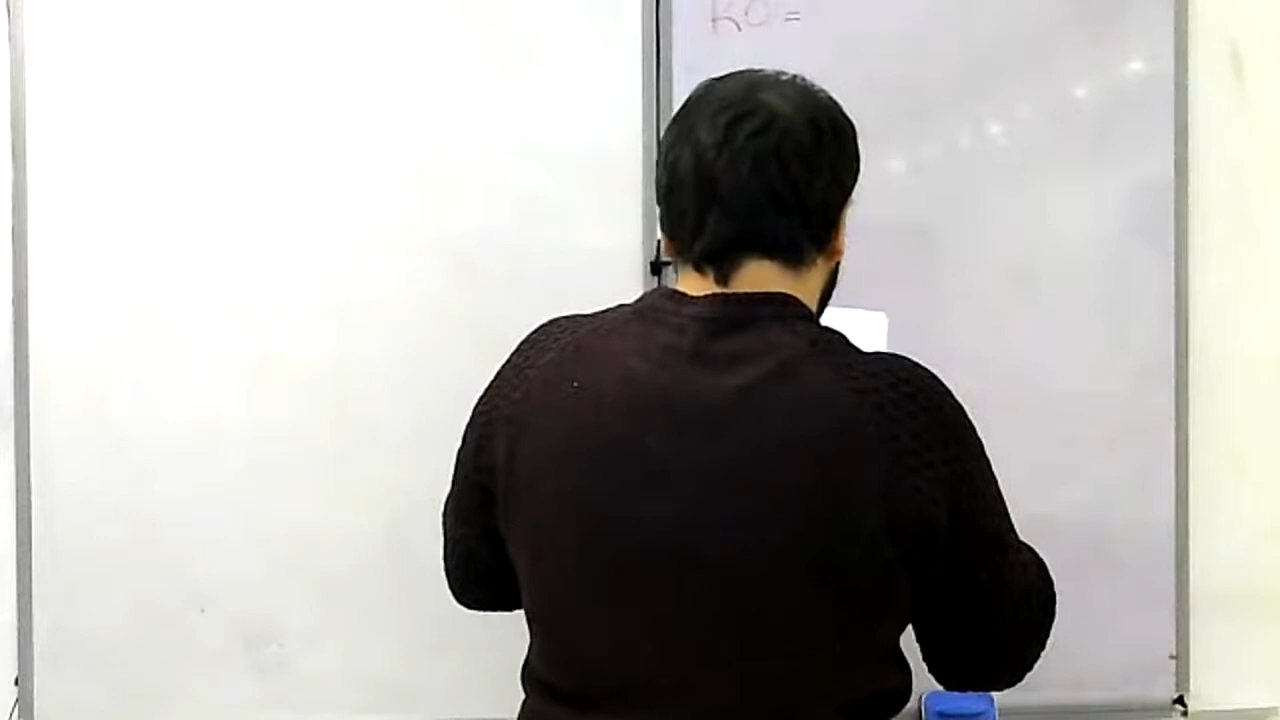 KO =